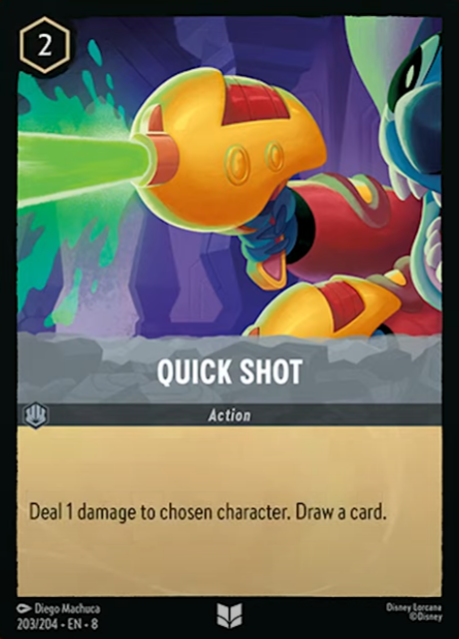 2
QUICK SHOT
Action
Deal 1 damage to chosen character. Draw a card.
Diego Machuca
203/204 - EN - 8
Disney Lorcana
©Disney